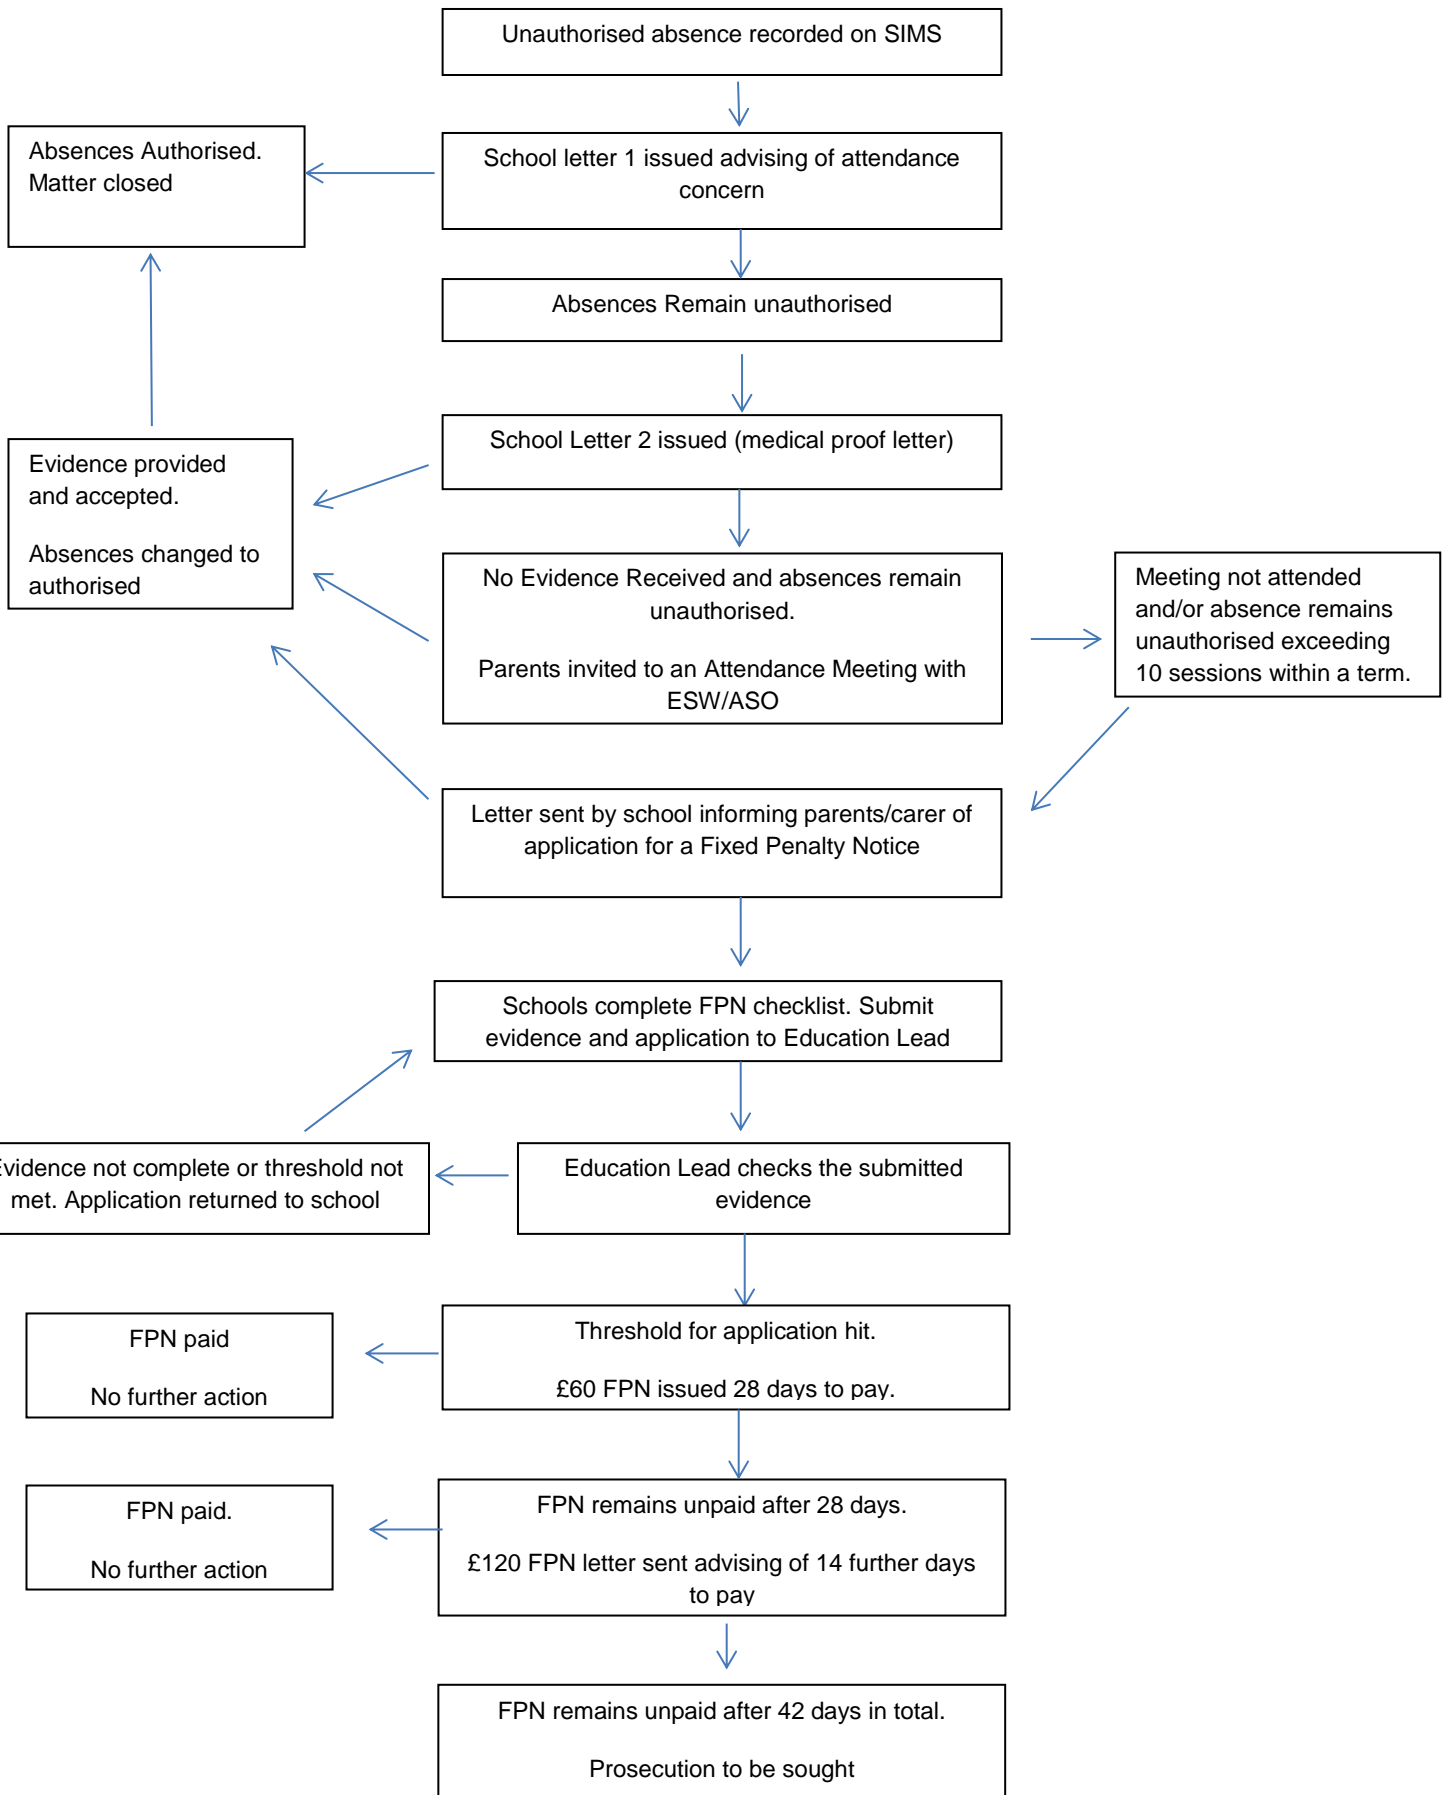 Unauthorised absence recorded on SIMS
Absences Authorised.
Matter closed
School letter 1 issued advising of attendance
concern
Absences Remain unauthorised
School Letter 2 issued (medical proof letter)
Evidence provided
and accepted.
Absences changed to
authorised
No Evidence Received and absences remain
unauthorised.
Parents invited to an Attendance Meeting with
ESW/ASO
Meeting not attended
and/or absence remains
unauthorised exceeding
10 sessions within a term.
Letter sent by school informing parents/carer of
application for a Fixed Penalty Notice
Schools complete FPN checklist. Submit
evidence and application to Education Lead
Evidence not complete or threshold not
met. Application returned to school
Education Lead checks the submitted
evidence
FPN paid
No further action
Threshold for application hit.
£60 FPN issued 28 days to pay.
FPN paid.
No further action
FPN remains unpaid after 28 days.
£120 FPN letter sent advising of 14 further days
to pay
FPN remains unpaid after 42 days in total.
Prosecution to be sought